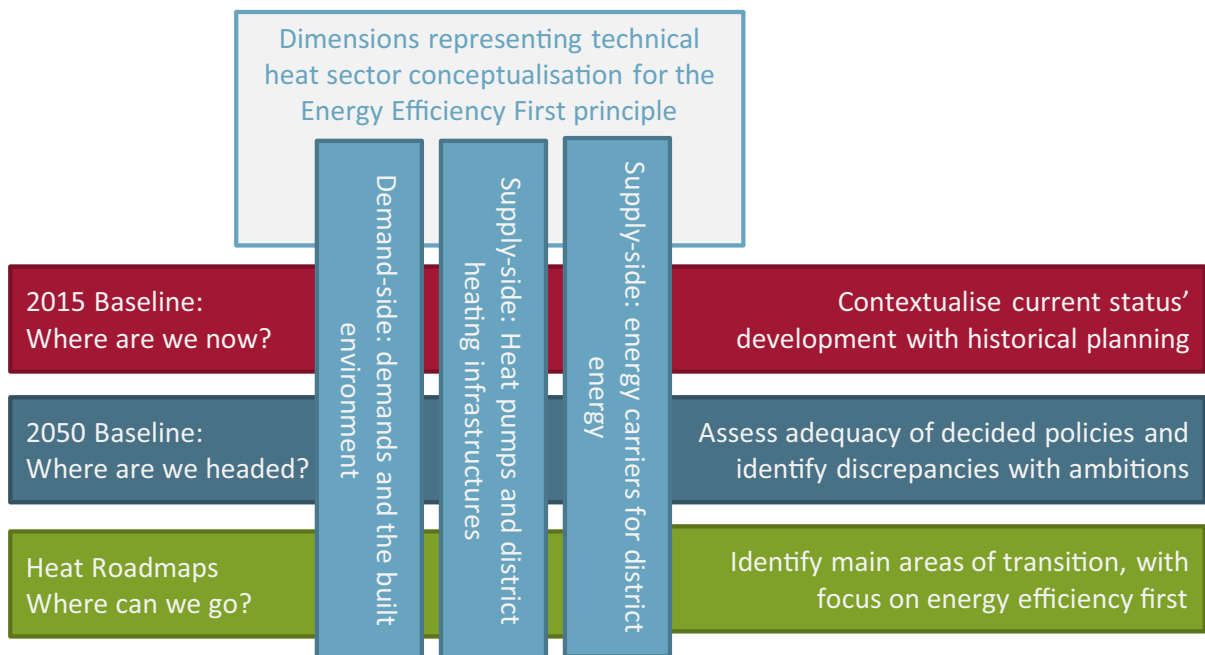 Dimensions representing technical
heat sector conceptualisation for the
Energy Efficiency First principle
Demand-side: demands and the built
environment
Supply-side: Heat pumps and district
heating infrastructures
Supply-side: energy carriers for district
energy
2015 Baseline:
Where are we now?
Contextualise current status’
development with historical planning
2050 Baseline:
Where are we headed?
Assess adequacy of decided policies and
identify discrepancies with ambitions
Heat Roadmaps
Where can we go?
Identify main areas of transition, with
focus on energy efficiency first